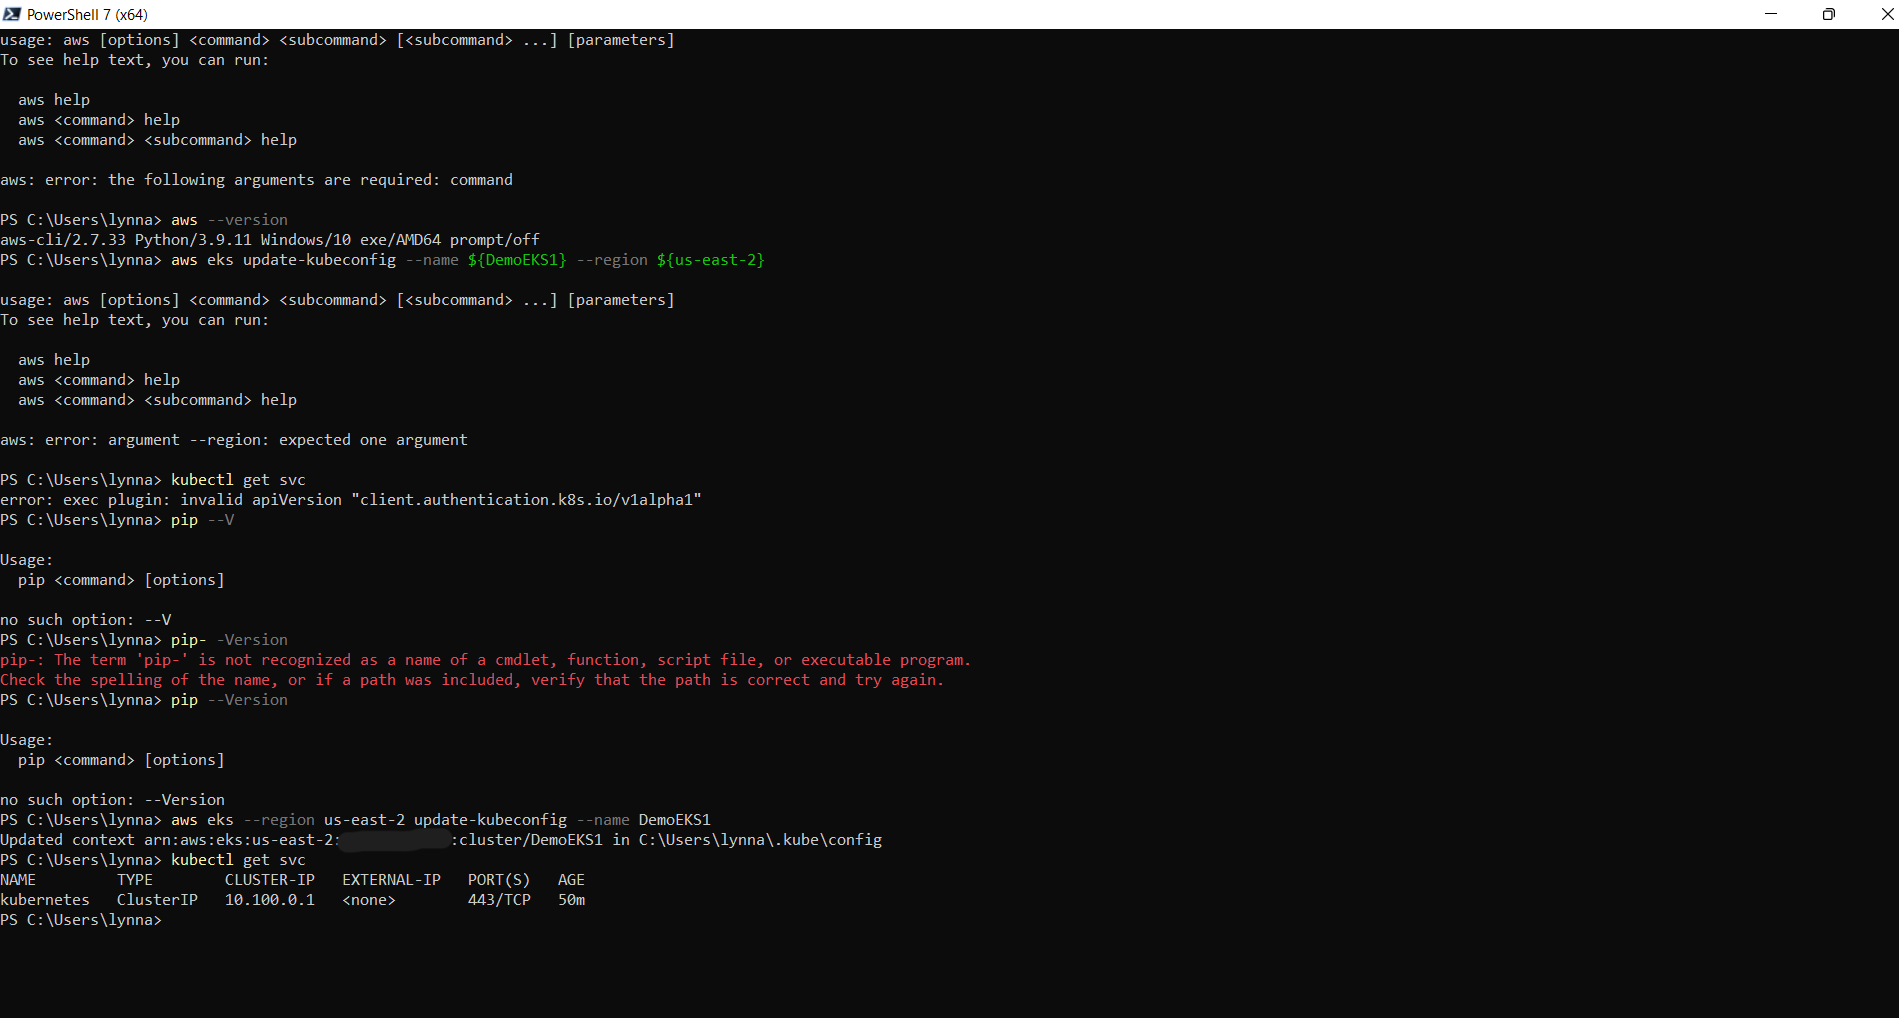 PowerShell 7 (x64)
usage: aws [options] <command> <subcommand> [<subcommand> ...] [parameters]
To see help text, you can run:
aws help
aws <command> help
aws <command> <subcommand> help
aws: error: the following arguments are required: command
PS C:\Users\lynna> aws --version
aws-cli/2.7.33 Python/3.9.11 Windows/10 exe/AMD64 prompt/off
PS C:\Users\lynna> aws eks update-kubeconfig --name ${DemoEKS1} --region ${us-east-2}
usage: aws [options] <command> <subcommand> [<subcommand> ...] [parameters]
To see help text, you can run:
aws help
aws <command> help
aws <command> <subcommand> help
aws: error: argument --region: expected one argument
PS C:\Users\lynna> kubectl get svc
error: exec plugin: invalid apiVersion "client.authentication.k8s.io/v1alpha1"
PS C:\Users\lynna> pip --V
Usage:
pip <command> [options]
no such option: --V
PS C:\Users\lynna> pip- -Version
pip-: The term 'pip-' is not recognized as a name of a cmdlet, function, script file, or executable program.
Check the spelling of the name, or if a path was included, verify that the path is correct and try again.
PS C:\Users\lynna> pip --Version
Usage:
pip <command> [options]
no such option: --Version
PS C:\Users\lynna> aws eks --region us-east-2 update-kubeconfig --name DemoEKS1
Updated context arn:aws:eks:us-east-2: :cluster/DemoEKS1 in C:\Users\lynna\.kube\config
PS C:\Users\lynna> kubectl get svc
NAME TYPE CLUSTER-IP EXTERNAL-IP PORT(S) AGE
kubernetes ClusterIP 10.100.0.1 <none> 443/TCP 50m
PS C:\Users\lynna>